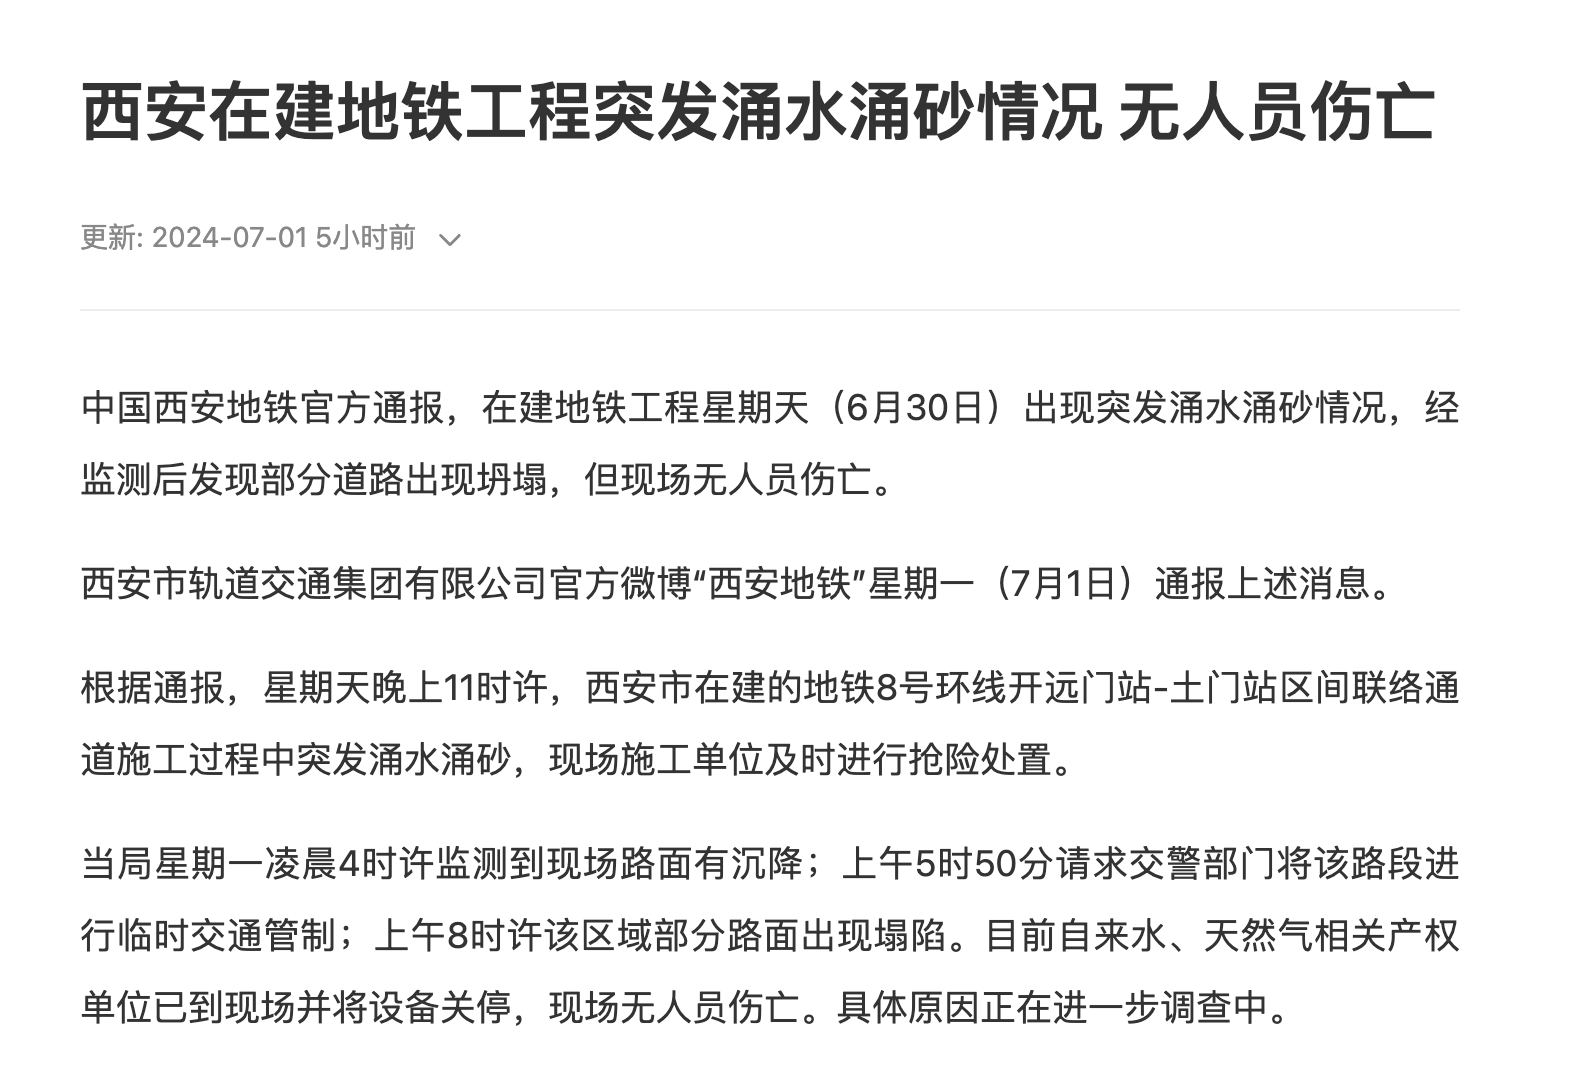 西安在建地铁工程突发涌水涌砂情况 无人员伤亡
更新: 2024-07-01 5小时前
中国西安地铁官方通报，在建地铁工程星期天（6月30日）出现突发涌水涌砂情况，经
监测后发现部分道路出现坍塌，但现场无人员伤亡。
西安市轨道交通集团有限公司官方微博“西安地铁”星期一（7月1日）通报上述消息。
根据通报，星期天晚上11时许，西安市在建的地铁8号环线开远门站-土门站区间联络通
道施工过程中突发涌水涌砂，现场施工单位及时进行抢险处置。
当局星期一凌晨4时许监测到现场路面有沉降；上午5时50分请求交警部门将该路段进
行临时交通管制；上午8时许该区域部分路面出现塌陷。目前自来水、天然气相关产权
单位已到现场并将设备关停，现场无人员伤亡。具体原因正在进一步调查中。